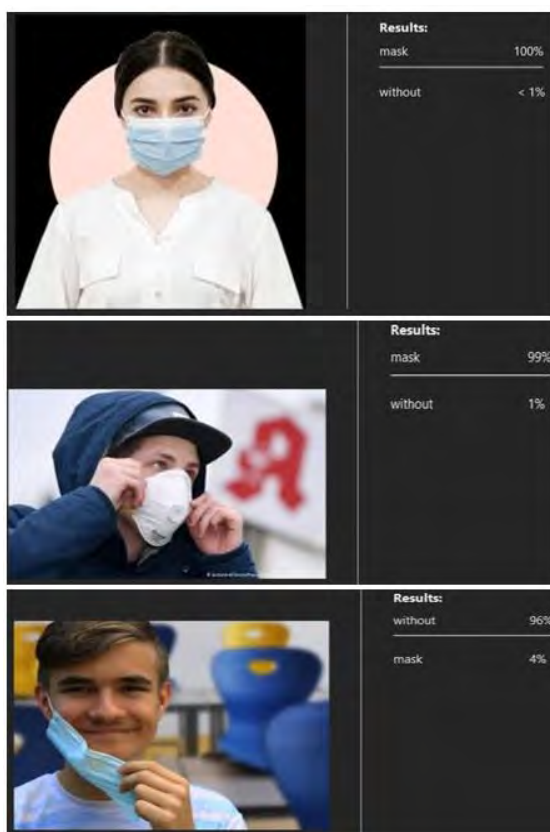 Results:
mask 100%
without < 1%
Results:
mask 99%
without 1%
Results:
without 96%
mask 4%